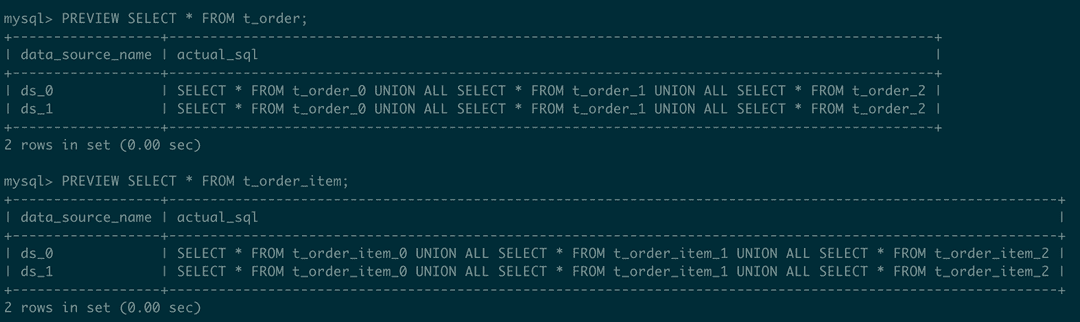 mysql> PREVIEW SELECT * FROM t_order;
+------------------+---------------------------------------------------------------------------------------------+
| data_source_name | actual_sql                                                                                  |
+------------------+---------------------------------------------------------------------------------------------+
| ds_0             | SELECT * FROM t_order_0 UNION ALL SELECT * FROM t_order_1 UNION ALL SELECT * FROM t_order_2 |
| ds_1             | SELECT * FROM t_order_0 UNION ALL SELECT * FROM t_order_1 UNION ALL SELECT * FROM t_order_2 |
+------------------+---------------------------------------------------------------------------------------------+
2 rows in set (0.00 sec)

mysql> PREVIEW SELECT * FROM t_order_item;
+------------------+------------------------------------------------------------------------------------------------------------+
| data_source_name | actual_sql                                                                                                 |
+------------------+------------------------------------------------------------------------------------------------------------+
| ds_0             | SELECT * FROM t_order_item_0 UNION ALL SELECT * FROM t_order_item_1 UNION ALL SELECT * FROM t_order_item_2 |
| ds_1             | SELECT * FROM t_order_item_0 UNION ALL SELECT * FROM t_order_item_1 UNION ALL SELECT * FROM t_order_item_2 |
+------------------+------------------------------------------------------------------------------------------------------------+
2 rows in set (0.00 sec)